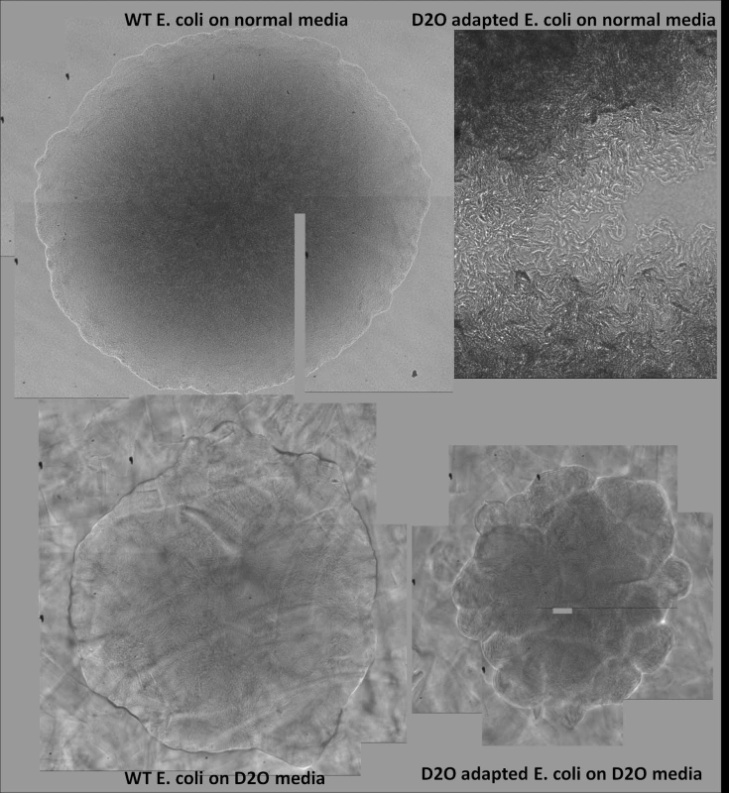 WT E. coli on normal media
D2O adapted E. coli on normal media
WT E. coli on D2O media
D2O adapted E. coli on D2O media